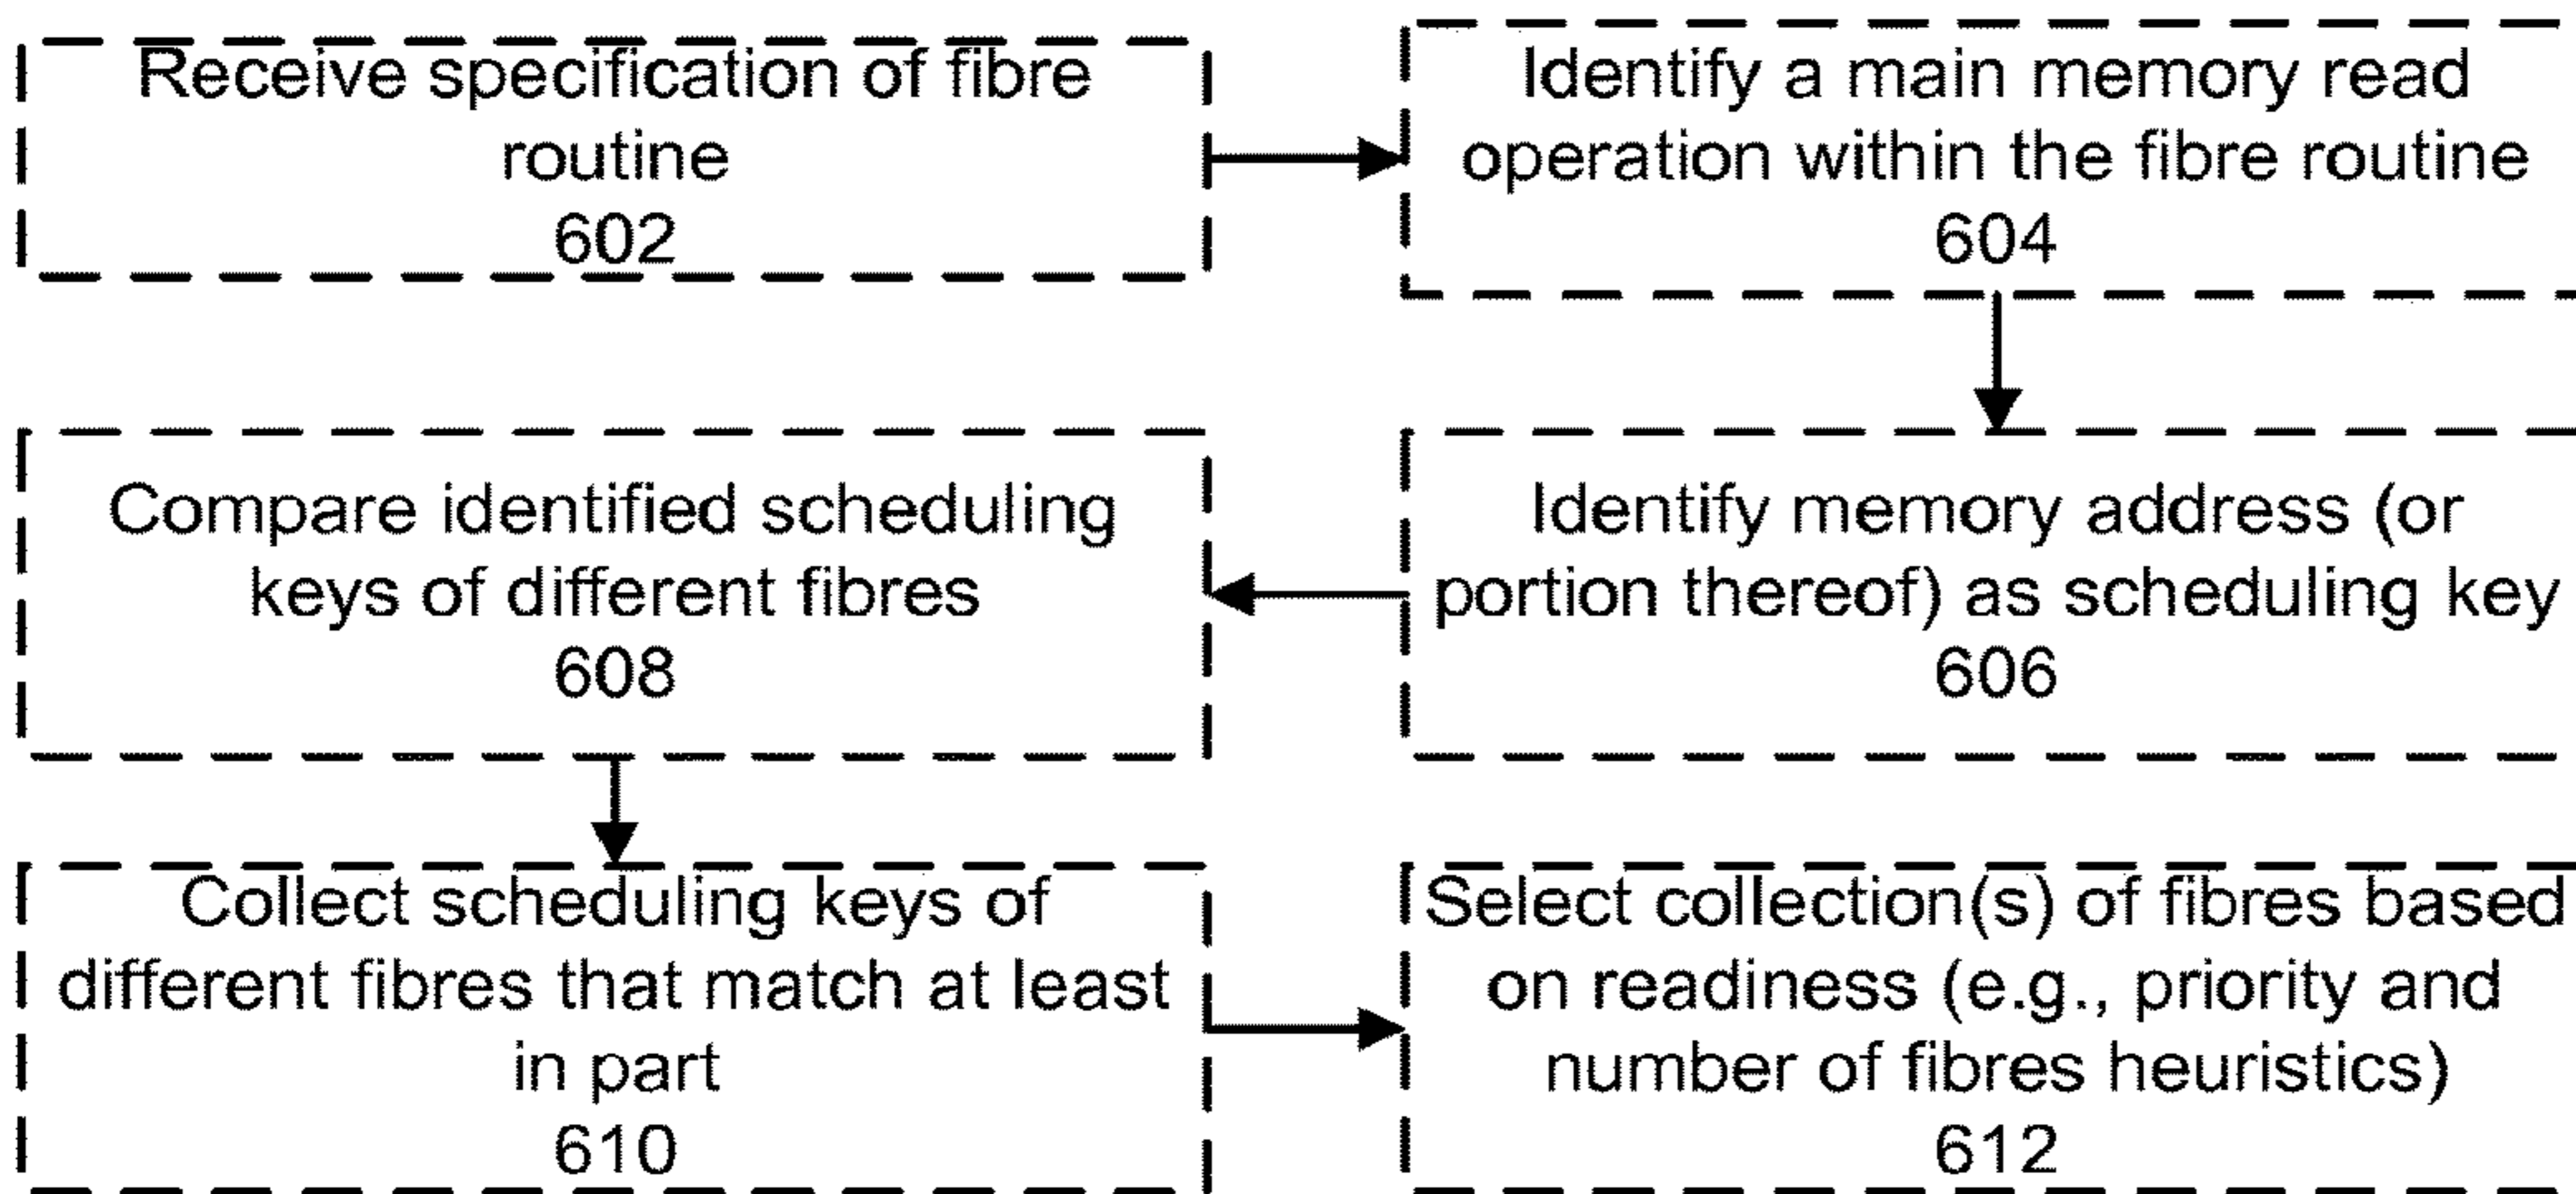 Receive specification of fibre
routine
602
Identify a main memory read
operation within the fibre routine
604
Identify memory address (or
portion thereof) as scheduling key
606
Compare identified scheduling
keys of different fibres
608
Collect scheduling keys of
different fibres that match at least
in part
610
Select collection(s) of fibres based
on readiness (e.g., priority and
number of fibres heuristics)
612